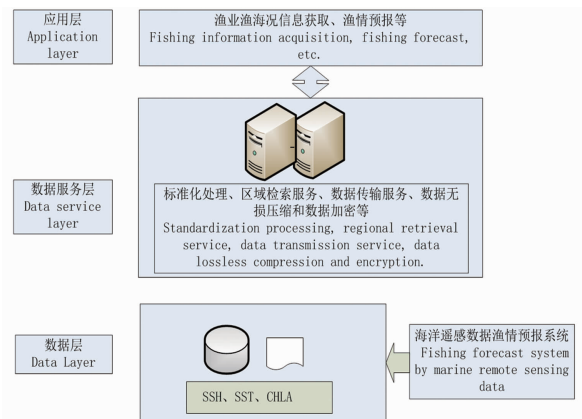 应用层
Application
layer
渔业渔海况信息获取、渔情预报等
Fishing information acquisition, fishing forecast,
etc.
数据服务层
Data service
layer
标准化处理、区域检索服务、数据传输服务、数据无
损压缩和数据加密等
Standardization processing, regional retrieval
service, data transmission service, data
lossless compression and encryption.
数据层
Data Layer
SSH、SST、CHLA
海洋遥感数据渔情预报系统
Fishing forecast system
by marine remote sensing
data